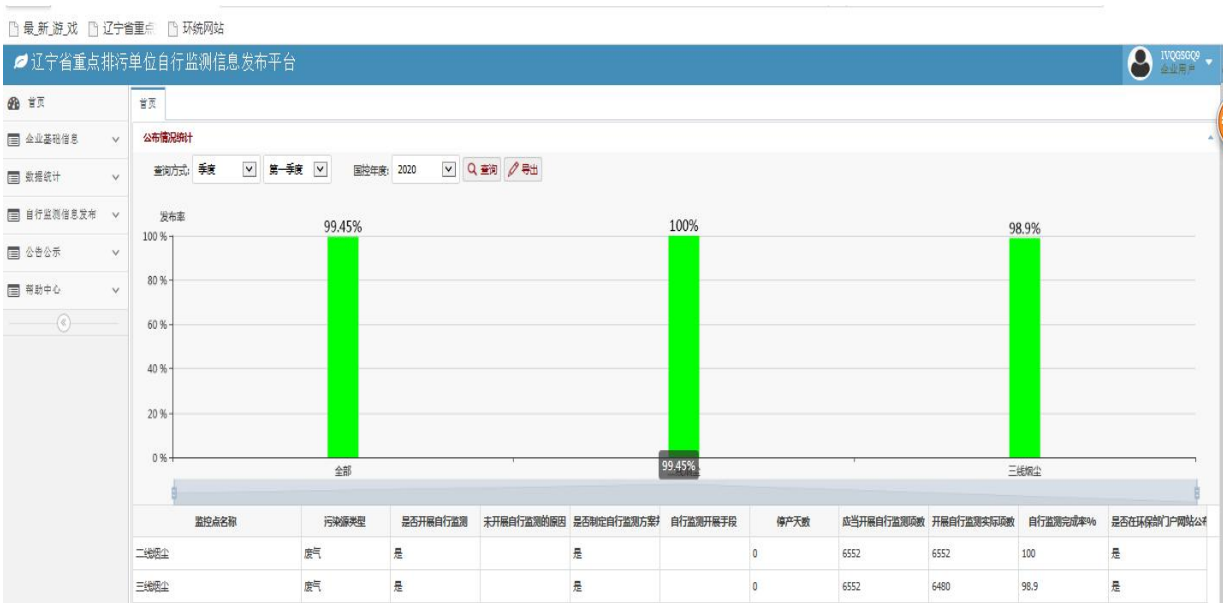 最_新_游_戏 辽宁省重点 环统网站
辽宁省重点排污单位自行监测信息发布平台
IVQGSGQ9
企业用户
首页
企业基础信息
数据统计
自行监测信息发布
公告公示
帮助中心
首页
公布情况统计
查询方式: 季度 第一季度 国控年度: 2020 查询 导出
发布率
100 %
80 %
60 %
40 %
20 %
0 %
99.45%
100%
98.9%
全部
99.45%
三线烟尘
监控点名称 污染源类型 是否开展自行监测 未开展自行监测的原因 是否制定自行监测方案 自行监测开展手段 停产天数 应当开展自行监测项数 开展自行监测实际项数 自行监测完成率% 是否在环保部门户网站公布
二线烟尘 废气 是 是 0 6552 6552 100 是
三线烟尘 废气 是 是 0 6552 6480 98.9 是